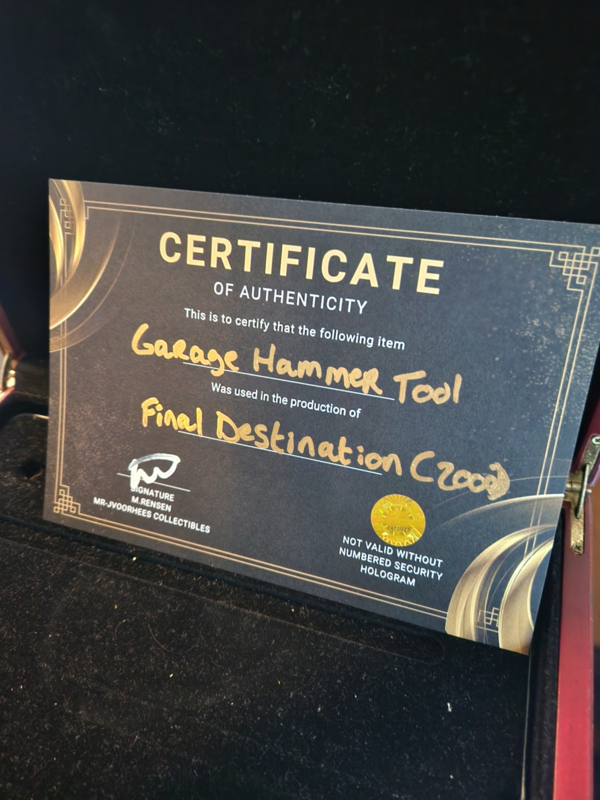 CERTIFICATE
OF AUTHENTICITY
This is to certify that the following item
Garage Hammer Tool
Was used in the production of
Final Destination (2000)
SIGNATURE
M.RENSEN
MR-JVOORHEES COLLECTIBLES
NOT VALID WITHOUT
NUMBERED SECURITY
HOLOGRAM